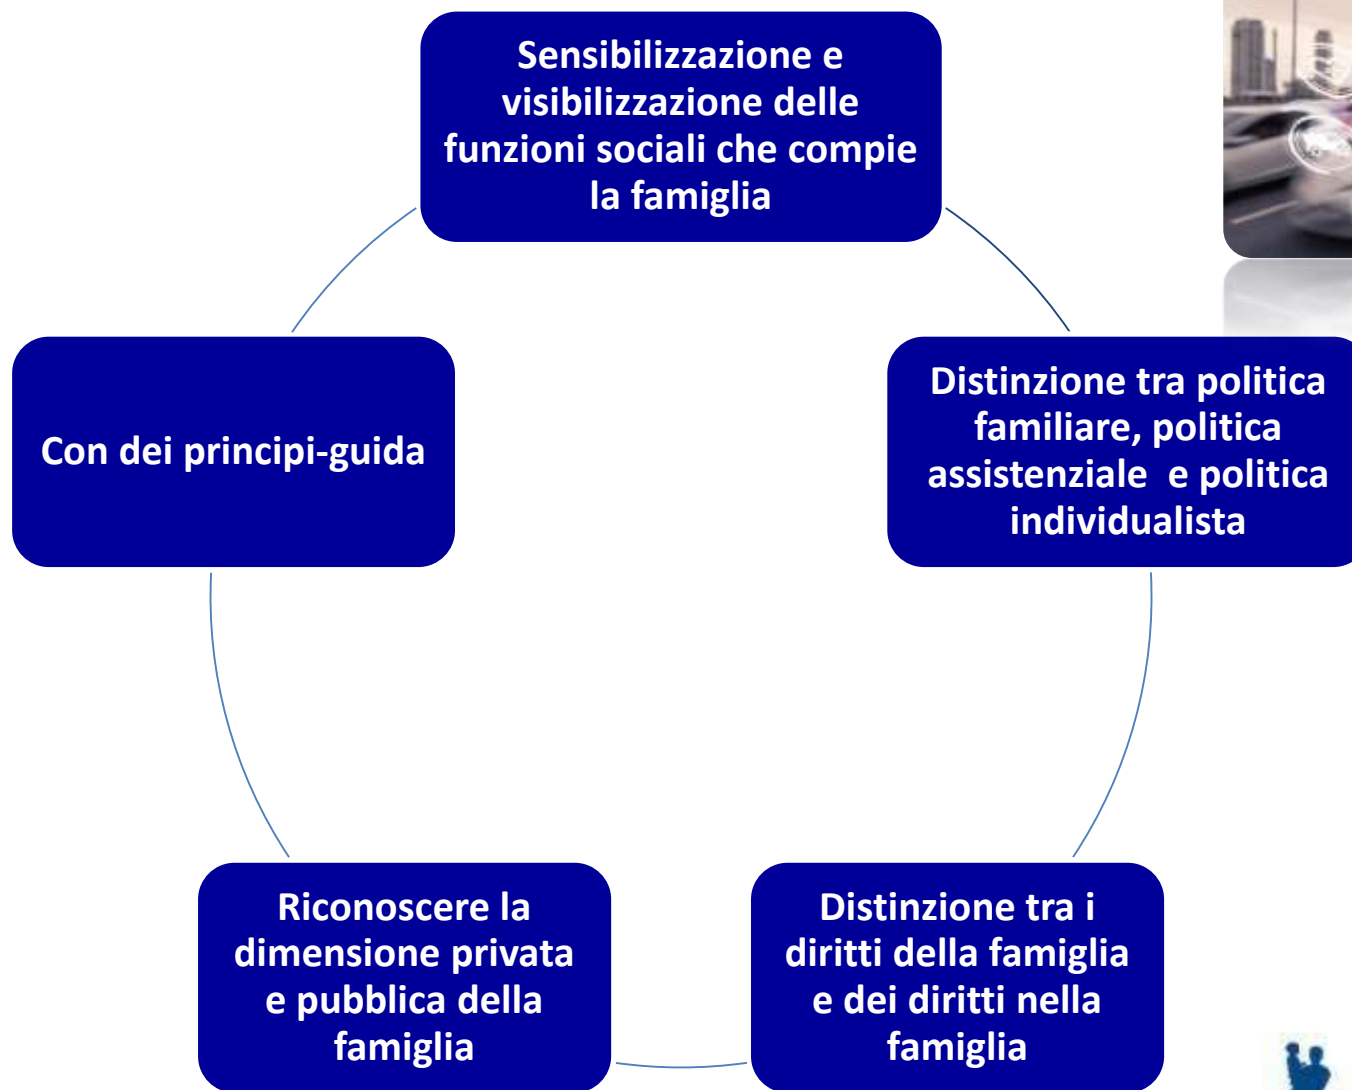 Sensibilizzazione e
visibilizzazione delle
funzioni sociali che compie
la famiglia
Distinzione tra politica
familiare, politica
assistenziale  e politica
individualista
Distinzione tra i
diritti della famiglia
e dei diritti nella
famiglia
Riconoscere la
dimensione privata
e pubblica della
famiglia
Con dei principi-guida